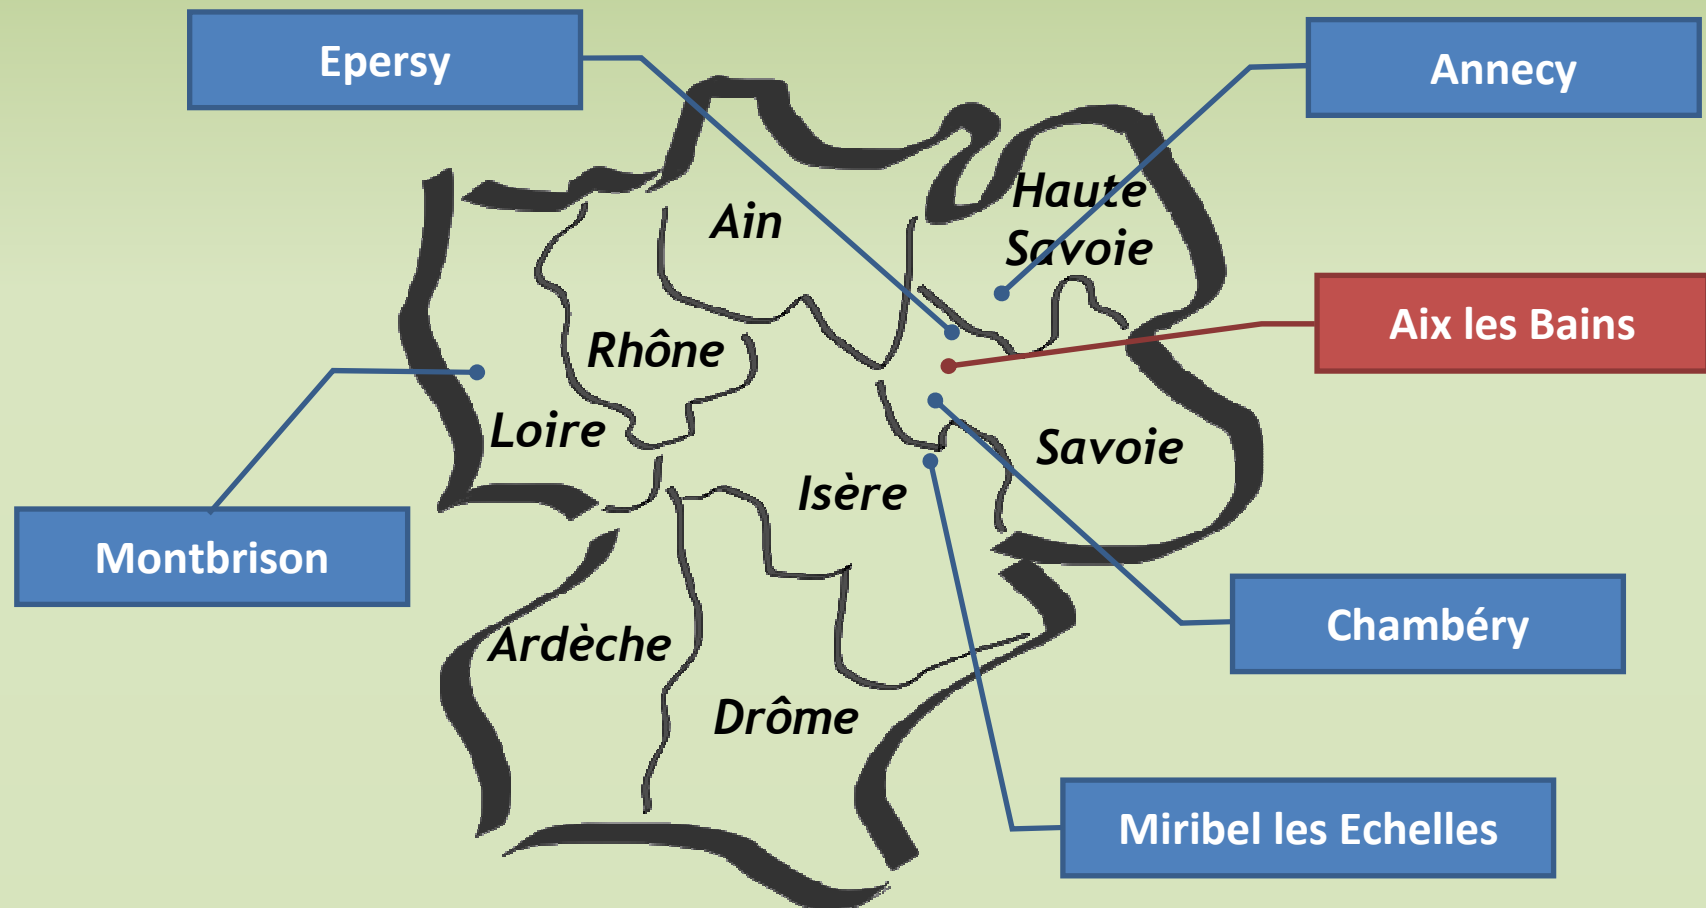 Epersy
Annecy
Haute
Savoie
Ain
Aix les Bains
Rhône
Loire
Savoie
Isère
Montbrison
Chambéry
Ardèche
Drôme
Miribel les Echelles